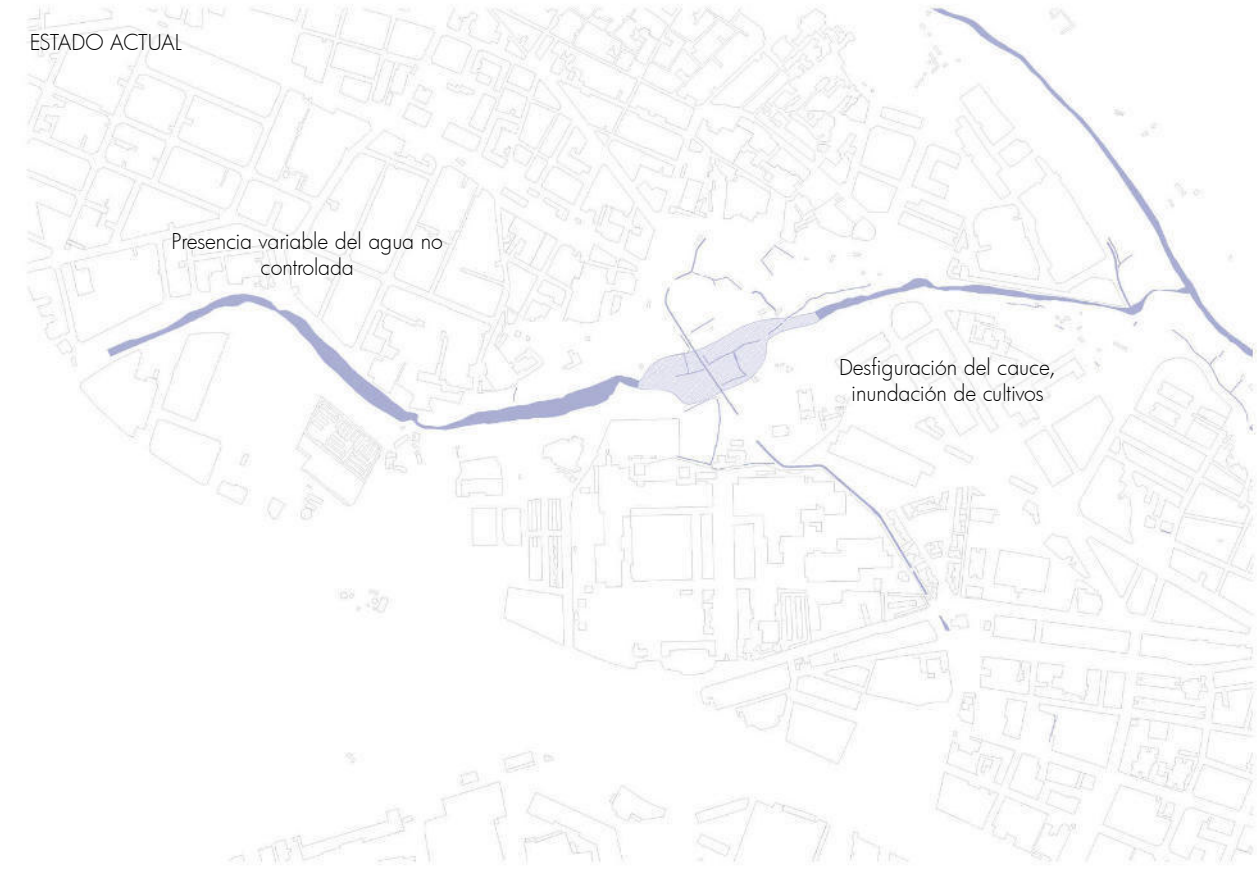 ESTADO ACTUAL
Presencia variable del agua no
controlada
Desfiguración del cauce,
inundación de cultivos